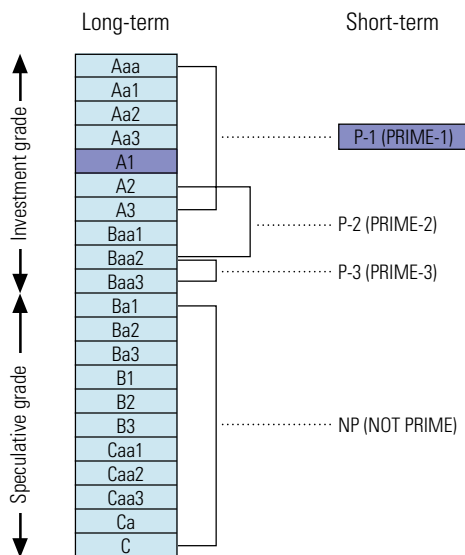 Long-term
Short-term
Investment grade
Speculative grade
Aaa
Aa1
Aa2
Aa3
A1
A2
A3
Baa1
Baa2
Baa3
Ba1
Ba2
Ba3
B1
B2
B3
Caa1
Caa2
Caa3
Ca
C
P-1 (PRIME-1)
P-2 (PRIME-2)
P-3 (PRIME-3)
NP (NOT PRIME)